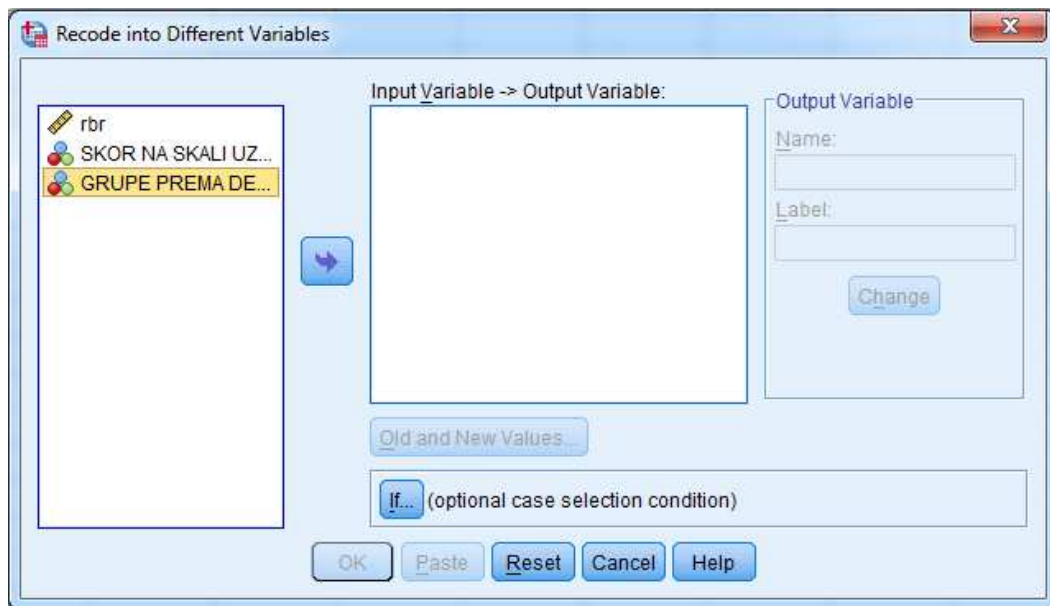 Recode into Different Variables
rbr
SKOR NA SKALI UZ...
GRUPE PREMA DE...
Input Variable -> Output Variable:
Output Variable
Name:
Label:
Change
Old and New Values...
If... (optional case selection condition)
OK Paste Reset Cancel Help